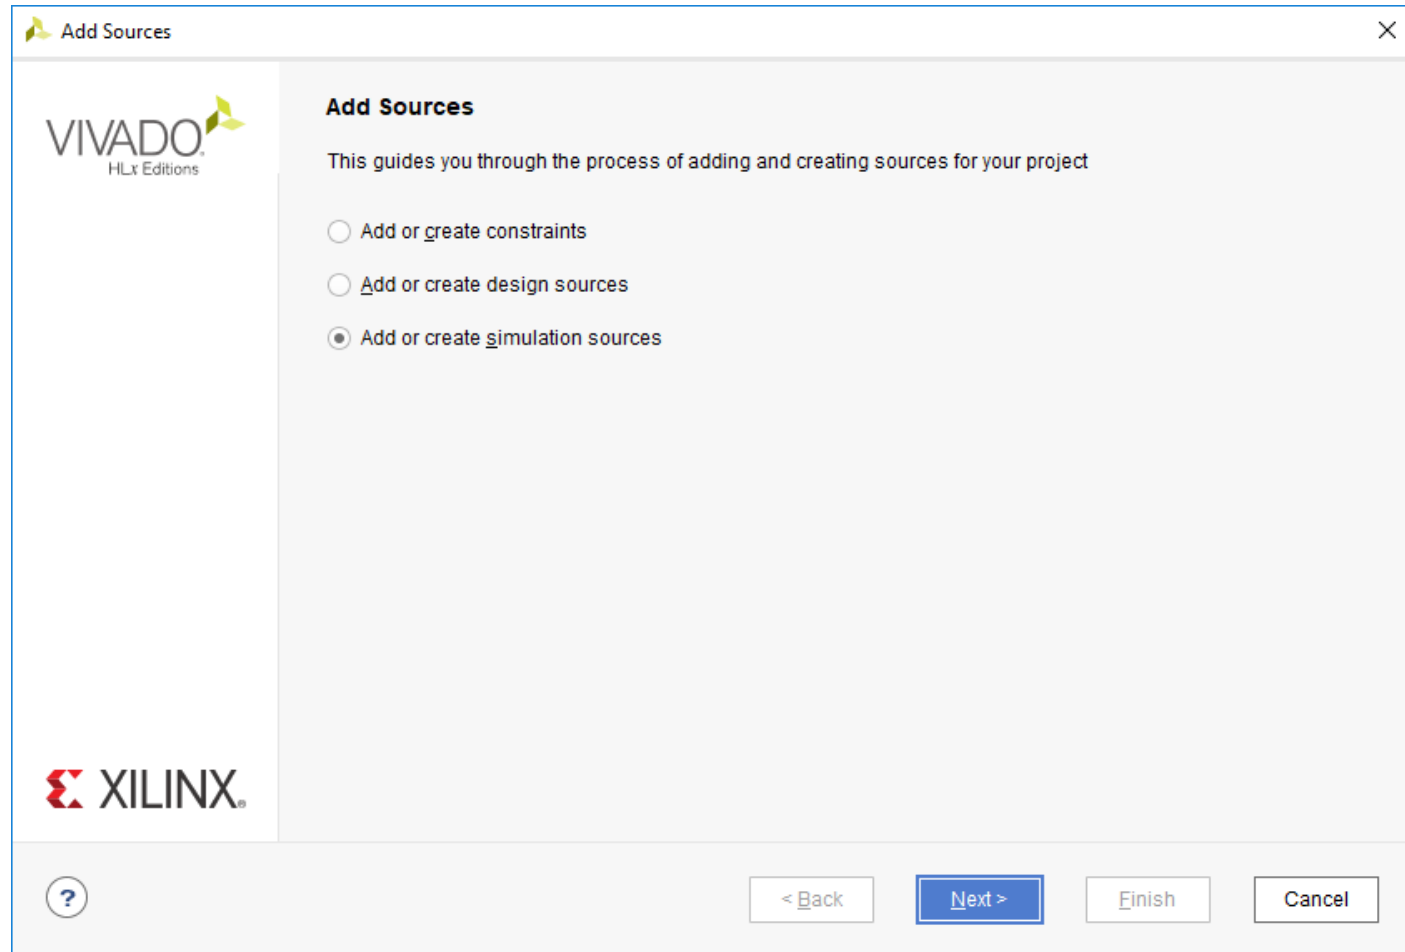 Add Sources
VIVADO.
HLx Editions
Add Sources
This guides you through the process of adding and creating sources for your project
Add or create constraints
Add or create design sources
Add or create simulation sources
XILINX®
?
< Back
Next >
Finish
Cancel